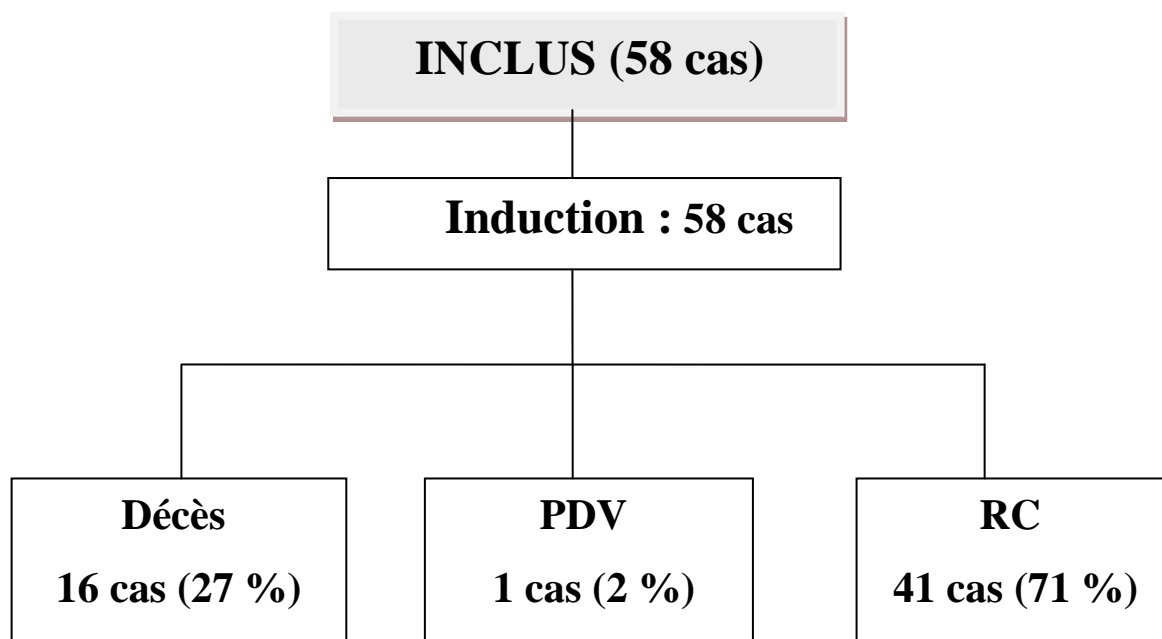 INCLUS (58 cas)
Induction : 58 cas
Décès
16 cas (27 %)
PDV
1 cas (2 %)
RC
41 cas (71 %)